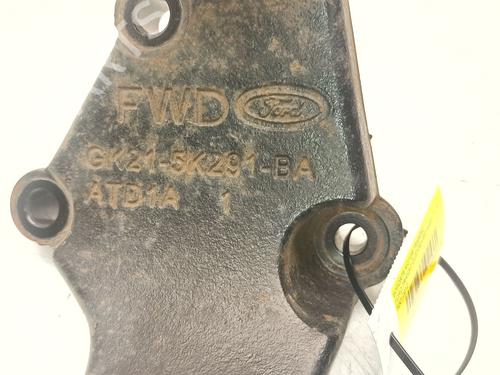 FWD Ford
GK21-5K291-BA
ATD1A 1